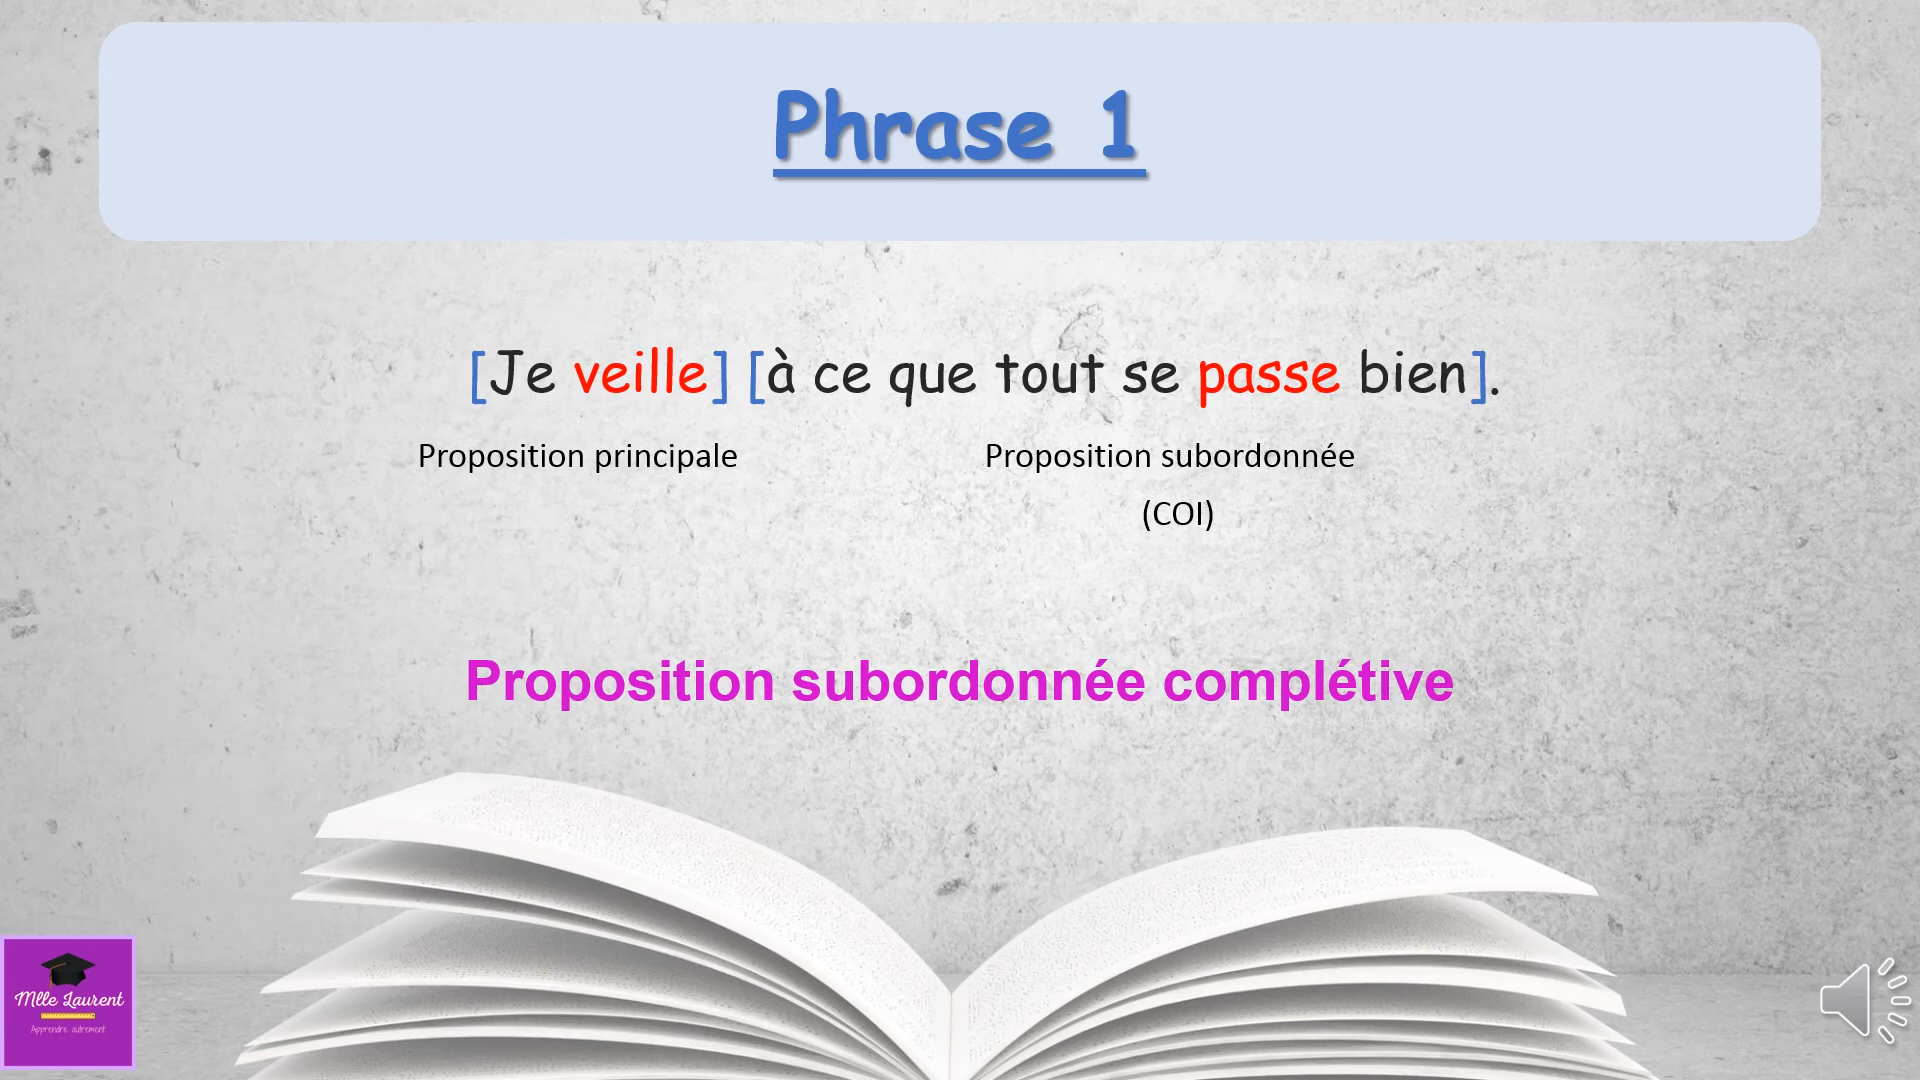 Phrase 1
[Je veille] [à ce que tout se passe bien].
Proposition principale
Proposition subordonnée
(COI)
Proposition subordonnée complétive
Mlle Laurent
Apprendre autrement